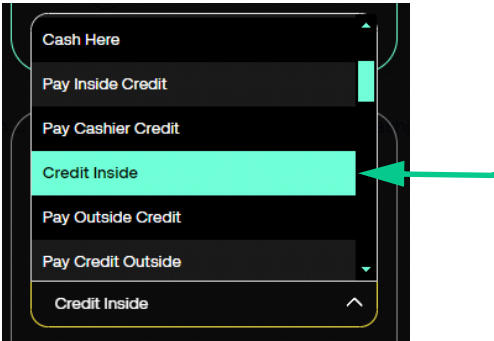 Cash Here
Pay Inside Credit
Pay Cashier Credit
Credit Inside
Pay Outside Credit
Pay Credit Outside
Credit Inside